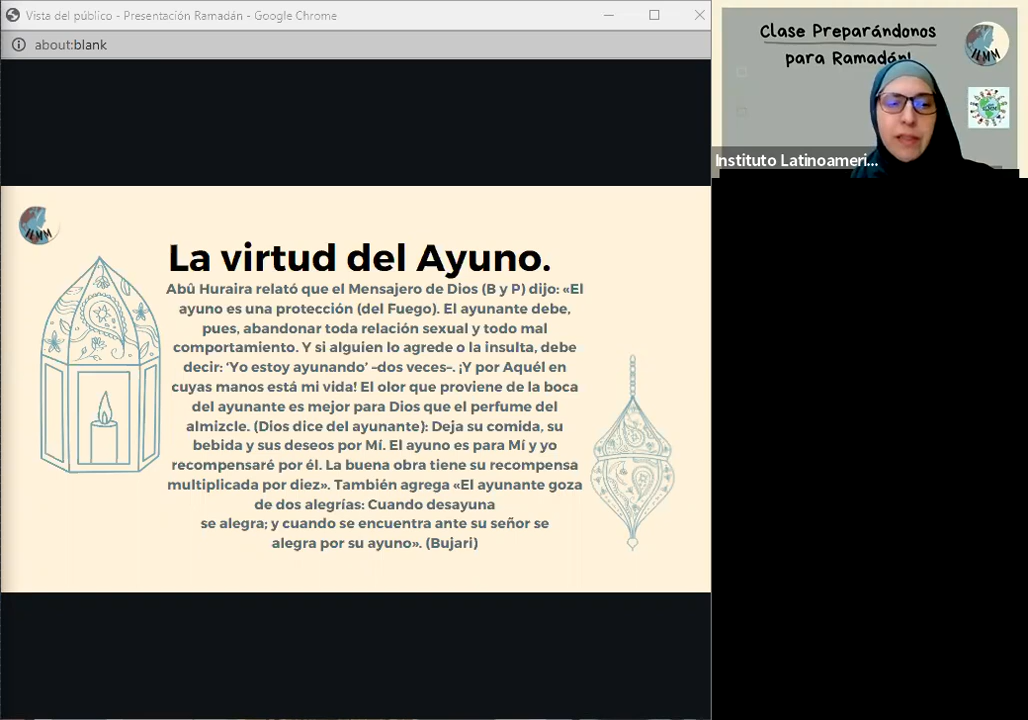 Vista del público - Presentación Ramadán - Google Chrome
about:blank
Clase Preparándonos
para Ramadán!
Instituto Latinoameri...
ILMM
La virtud del Ayuno.
Abû Huraira relató que el Mensajero de Dios (B y P) dijo: «El
ayuno es una protección (del Fuego). El ayunante debe,
pues, abandonar toda relación sexual y todo mal
comportamiento. Y si alguien lo agrede o la insulta, debe
decir: ‘Yo estoy ayunando’ –dos veces–. ¡Y por Aquél en
cuyas manos está mi vida! El olor que proviene de la boca
del ayunante es mejor para Dios que el perfume del
almizcle. (Dios dice del ayunante): Deja su comida, su
bebida y sus deseos por Mí. El ayuno es para Mí y yo
recompensaré por él. La buena obra tiene su recompensa
multiplicada por diez». También agrega «El ayunante goza
de dos alegrías: Cuando desayuna
se alegra; y cuando se encuentra ante su señor se
alegra por su ayuno». (Bujari)